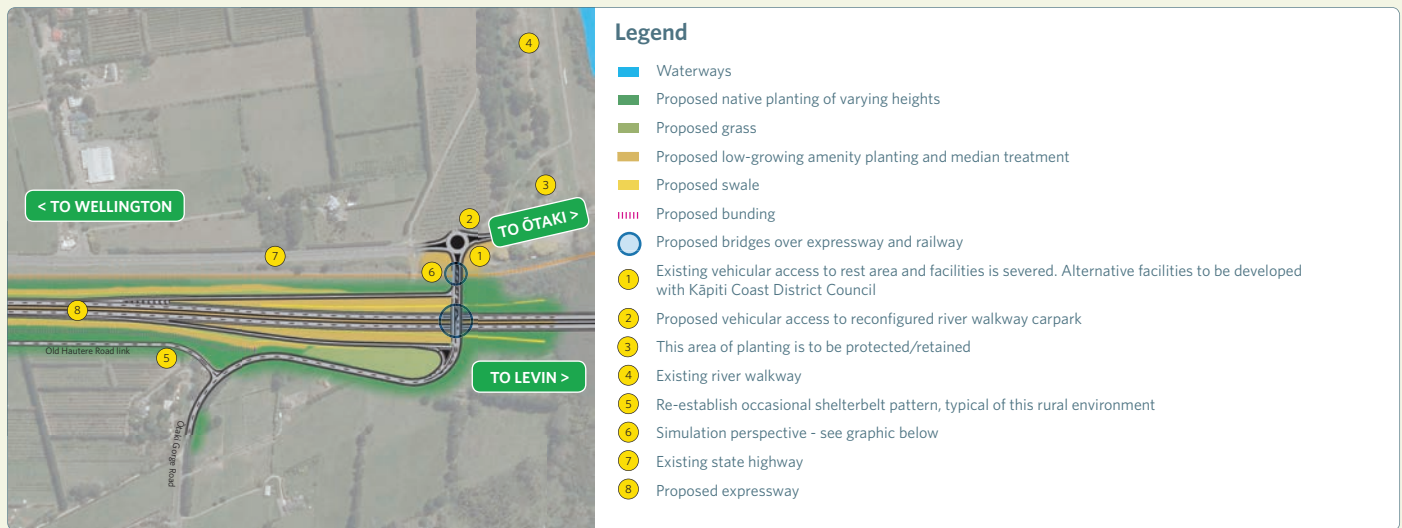 4
3
< TO WELLINGTON
2
TO ŌTAKI >
7
1
6
8
Old Hautere Road link
5
TO LEVIN >
Ōtaki Gorge Road
Legend
Waterways
Proposed native planting of varying heights
Proposed grass
Proposed low-growing amenity planting and median treatment
Proposed swale
Proposed bunding
Proposed bridges over expressway and railway
1 Existing vehicular access to rest area and facilities is severed. Alternative facilities to be developed
with Kāpiti Coast District Council
2 Proposed vehicular access to reconfigured river walkway carpark
3 This area of planting is to be protected/retained
4 Existing river walkway
5 Re-establish occasional shelterbelt pattern, typical of this rural environment
6 Simulation perspective - see graphic below
7 Existing state highway
8 Proposed expressway